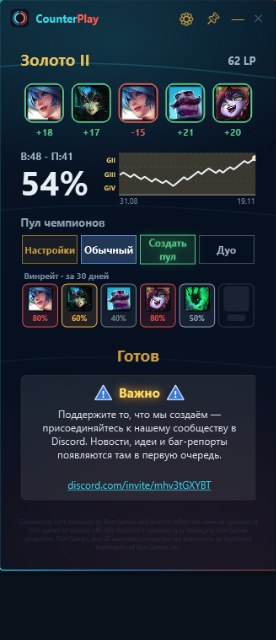 CounterPlay
Золото II
62 LP
+18 +17 -15 +21 +20
В:48 - П:41
54%
GII
GIII
GIV
31.08 19.11
Пул чемпионов
Настройки Обычный Создать пул Дуо
Винрейт - за 30 дней
80% 60% 40% 80% 50%
Готов
Важно
Поддержите то, что мы создаём —
присоединяйтесь к нашему сообществу в
Discord. Новости, идеи и баг-репорты
появляются там в первую очередь.
discord.com/invite/mhv3tGXYBT